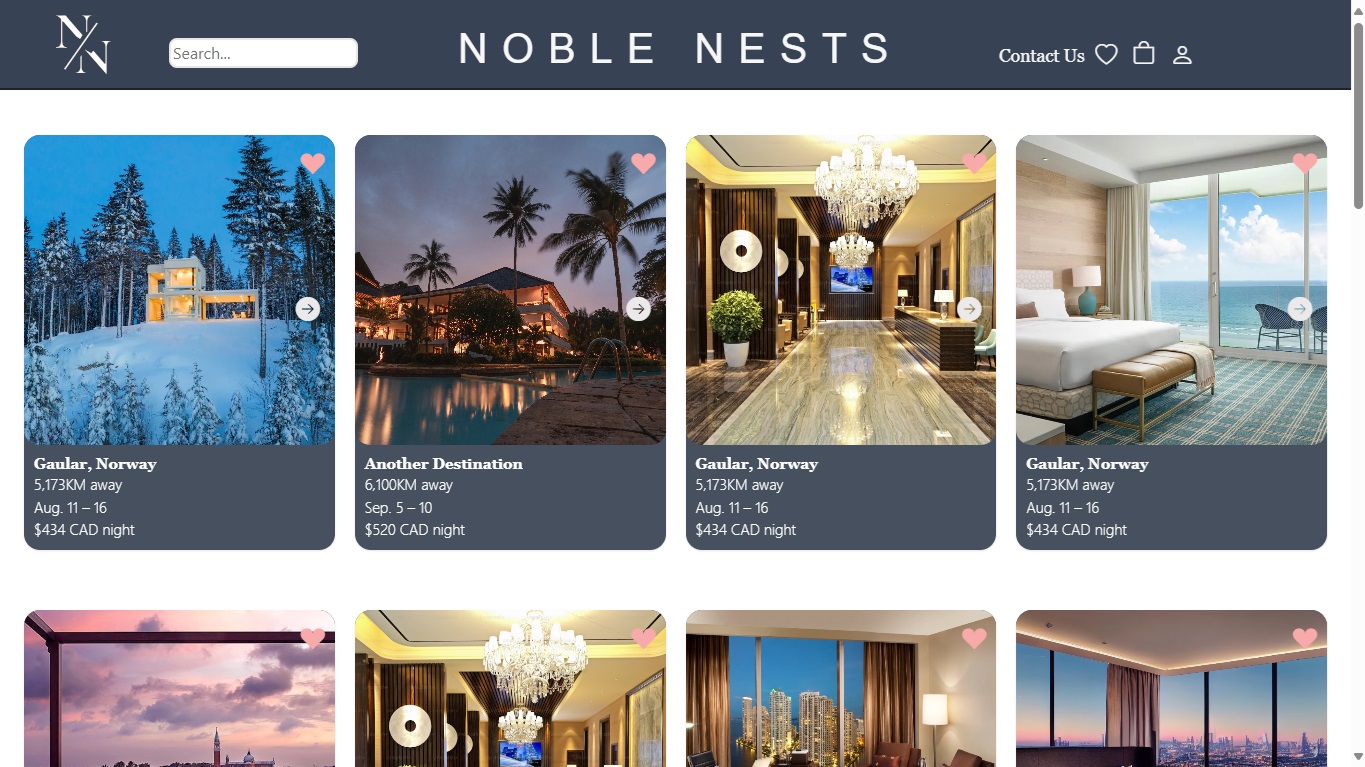 N/N
Search...
NOBLE NESTS
Contact Us
Gaular, Norway
5,173KM away
Aug. 11 – 16
$434 CAD night
Another Destination
6,100KM away
Sep. 5 – 10
$520 CAD night
Gaular, Norway
5,173KM away
Aug. 11 – 16
$434 CAD night
Gaular, Norway
5,173KM away
Aug. 11 – 16
$434 CAD night